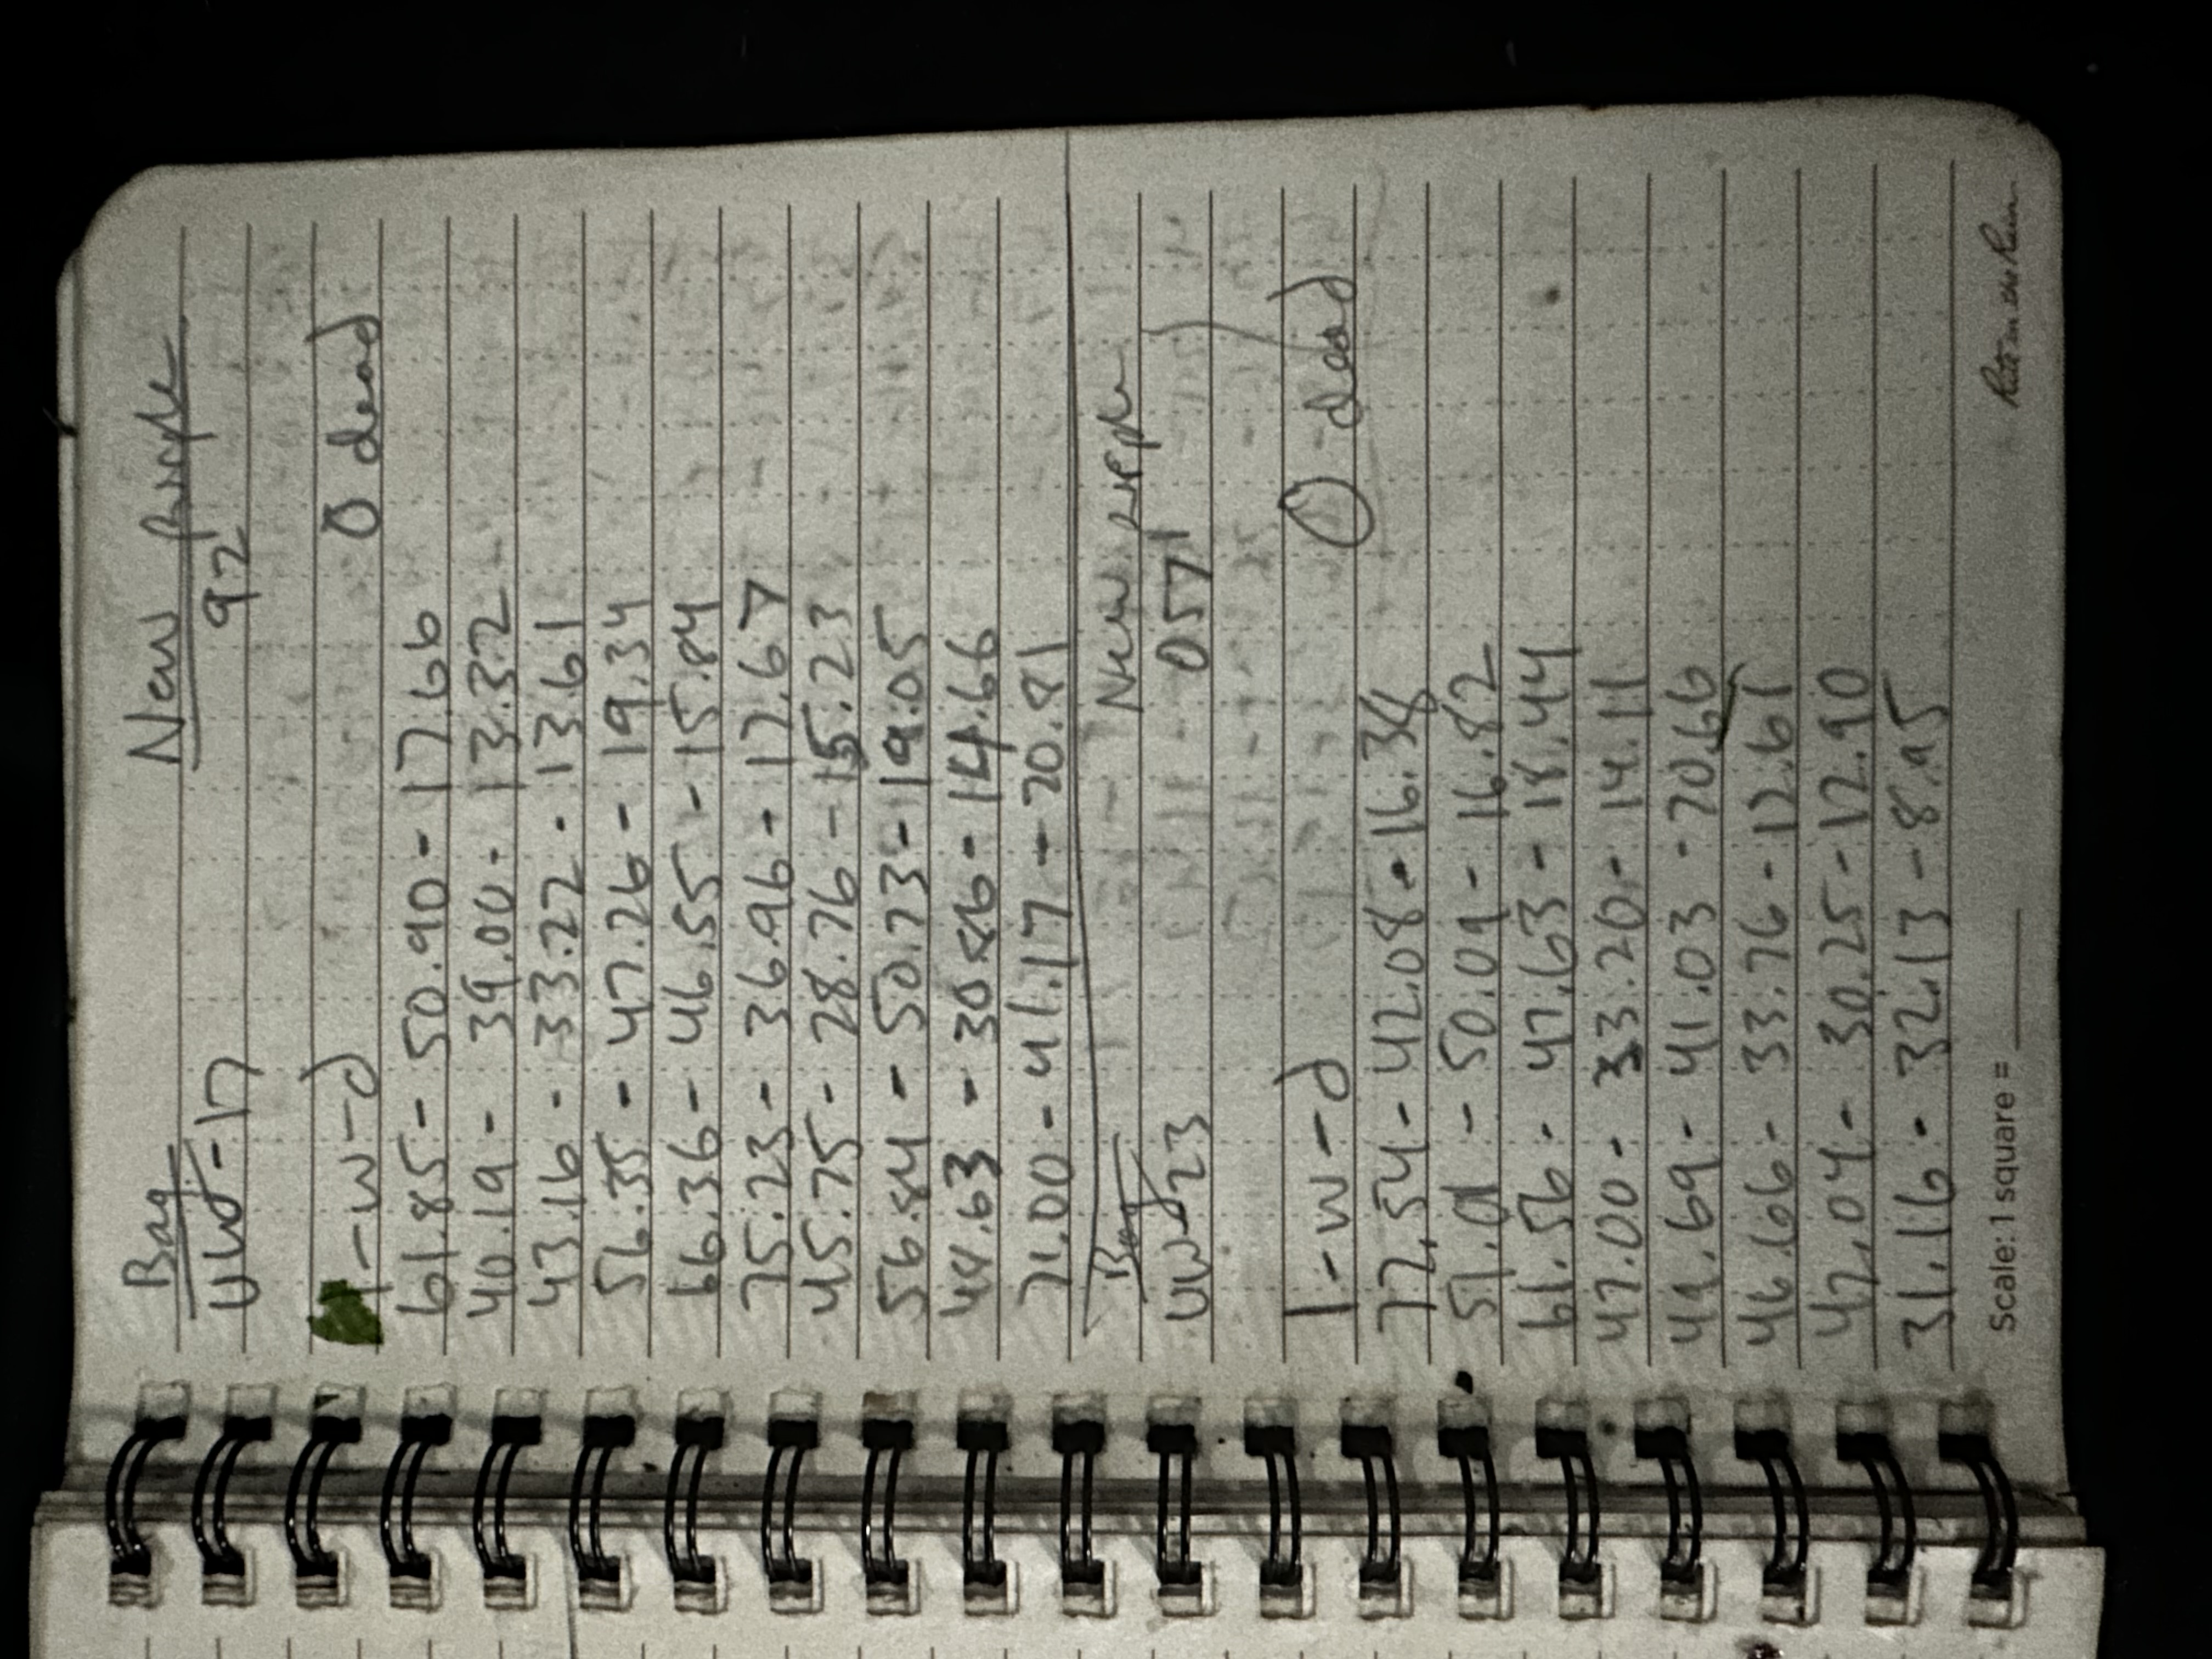 Bag New purple
UW-17 92
l-w-d 0 dead
61.85 - 50.90 - 17.66
40.19 - 39.00 - 13.32
43.16 - 33.22 - 13.61
56.35 - 47.26 - 19.34
66.36 - 46.55 - 15.84
75.23 - 36.96 - 17.67
45.75 - 28.76 - 15.23
56.84 - 50.73 - 19.05
48.63 - 30.86 - 14.66
71.00 - 41.17 - 20.81
Bag New purple
UW-23 057
l-w-d 0 dead
72.54 - 42.08 - 16.38
51.01 - 50.09 - 16.82
61.56 - 47.63 - 18.44
47.00 - 33.20 - 14.11
49.69 - 41.03 - 20.66
46.66 - 33.76 - 12.61
42.04 - 30.25 - 12.90
31.16 - 32.13 - 8.95
Scale: 1 square = ______ Rite in the Rain